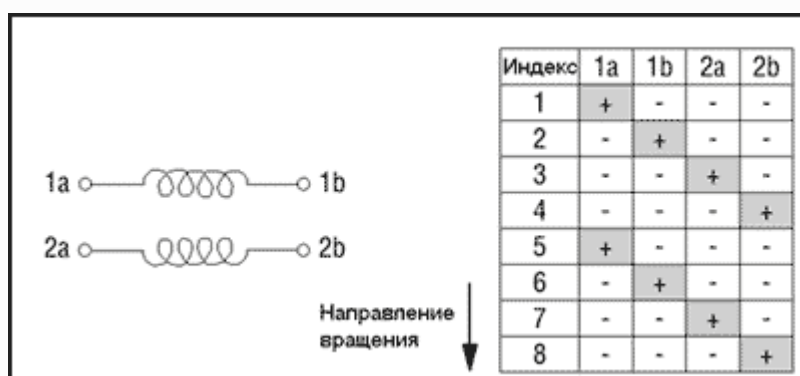 1a 1b
2a 2b
Направление
вращения
Индекс 1a 1b 2a 2b
1 + - - -
2 - + - -
3 - - + -
4 - - - +
5 + - - -
6 - + - -
7 - - + -
8 - - - +